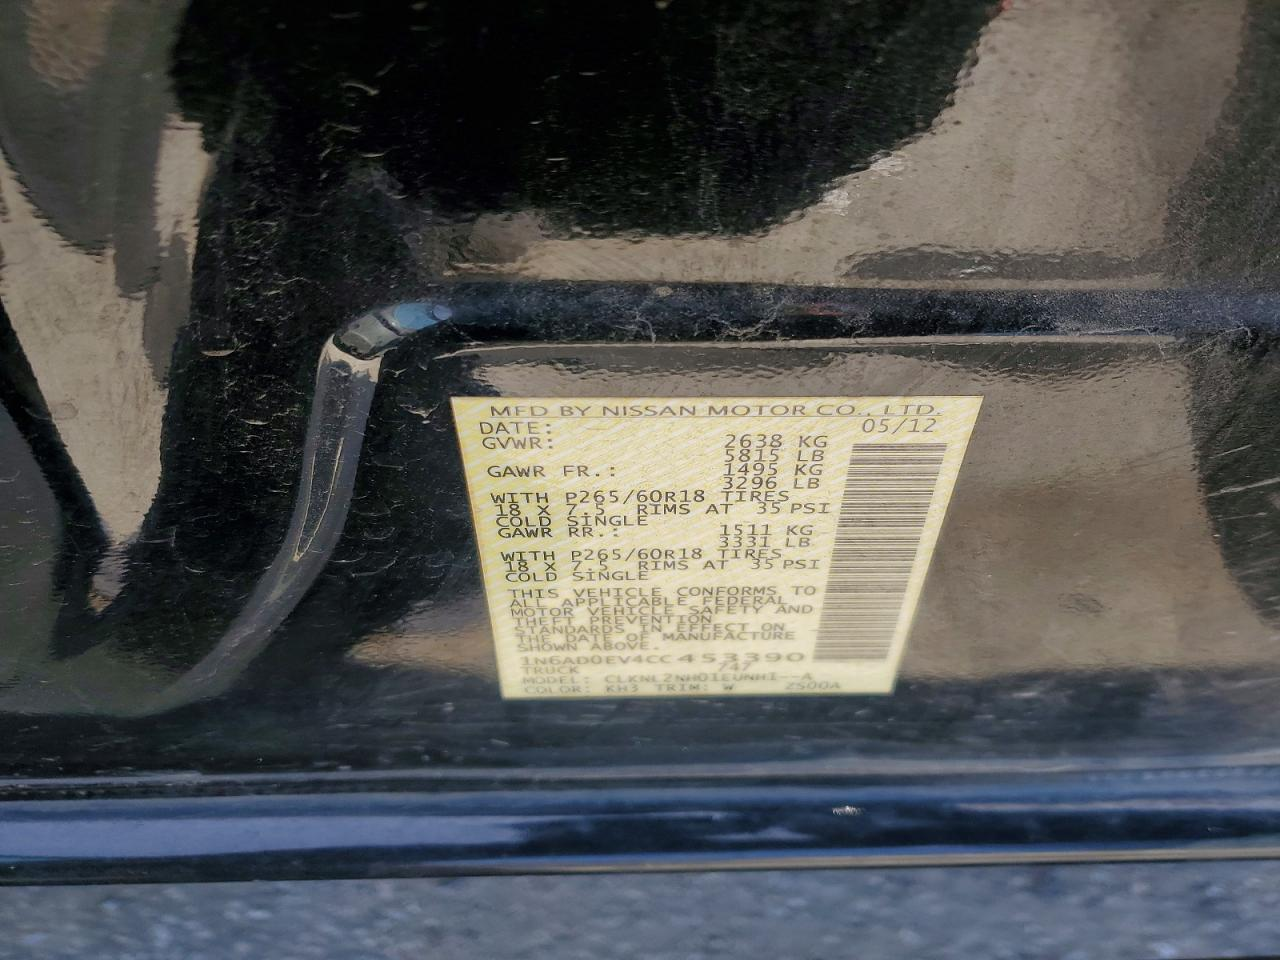 MFD BY NISSAN MOTOR CO., LTD.
DATE: 05/12
GVWR: 2638 KG
5815 LB
GAWR FR.: 1495 KG
3296 LB
WITH P265/60R18 TIRES
18 X 7.5 RIMS AT 35 PSI
COLD SINGLE
GAWR RR.: 1511 KG
3331 LB
WITH P265/60R18 TIRES
18 X 7.5 RIMS AT 35 PSI
COLD SINGLE
THIS VEHICLE CONFORMS TO
ALL APPLICABLE FEDERAL
MOTOR VEHICLE SAFETY AND
THEFT PREVENTION
STANDARDS IN EFFECT ON
THE DATE OF MANUFACTURE
SHOWN ABOVE.
1N6AD0EV4CC453390
TRUCK 747
MODEL: CLKNL2NH01EUNHI--A
COLOR: KH3 TRIM: W 2500A